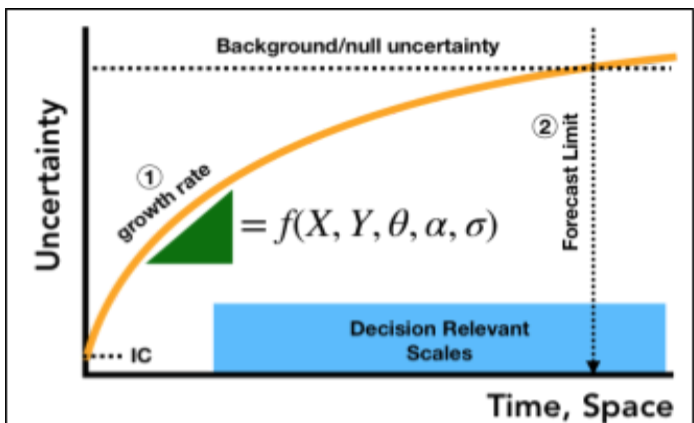 Background/null uncertainty
Uncertainty
① growth rate
= f(X, Y, θ, α, σ)
② Forecast Limit
Decision Relevant
Scales
IC
Time, Space